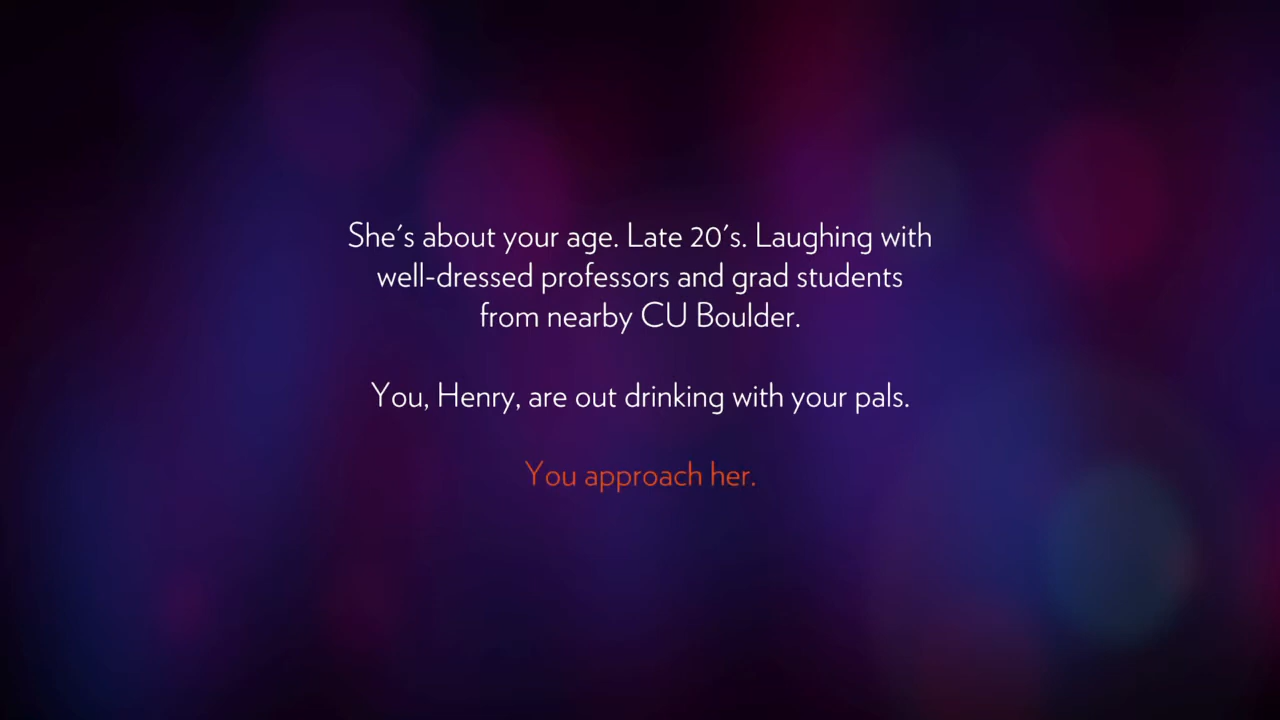 She's about your age. Late 20's. Laughing with
well-dressed professors and grad students
from nearby CU Boulder.
You, Henry, are out drinking with your pals.
You approach her.